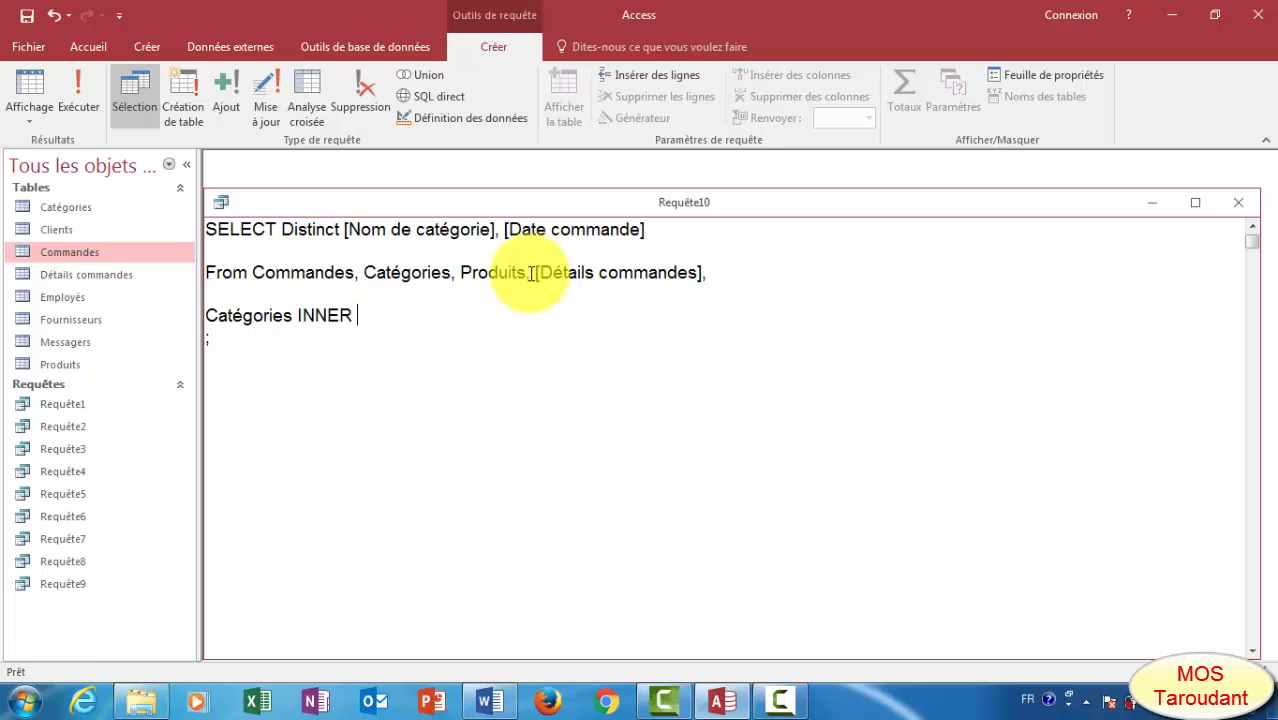 Outils de requête
Access
Connexion
?
Fichier
Accueil
Créer
Données externes
Outils de base de données
Créer
Dites-nous ce que vous voulez faire
Affichage
Exécuter
Résultats
Sélection
Création de table
Ajout
Mise à jour
Analyse croisée
Suppression
Union
SQL direct
Définition des données
Type de requête
Afficher la table
Insérer des lignes
Supprimer les lignes
Générateur
Insérer des colonnes
Supprimer des colonnes
Renvoyer :
Paramètres de requête
Totaux
Paramètres
Feuille de propriétés
Noms des tables
Afficher/Masquer
Tous les objets ...
Tables
Catégories
Clients
Commandes
Détails commandes
Employés
Fournisseurs
Messagers
Produits
Requêtes
Requête1
Requête2
Requête3
Requête4
Requête5
Requête6
Requête7
Requête8
Requête9
Requête10
SELECT Distinct [Nom de catégorie], [Date commande]
From Commandes, Catégories, Produits, [Détails commandes],
Catégories INNER
;
Prêt
FR
MOS
Taroudant